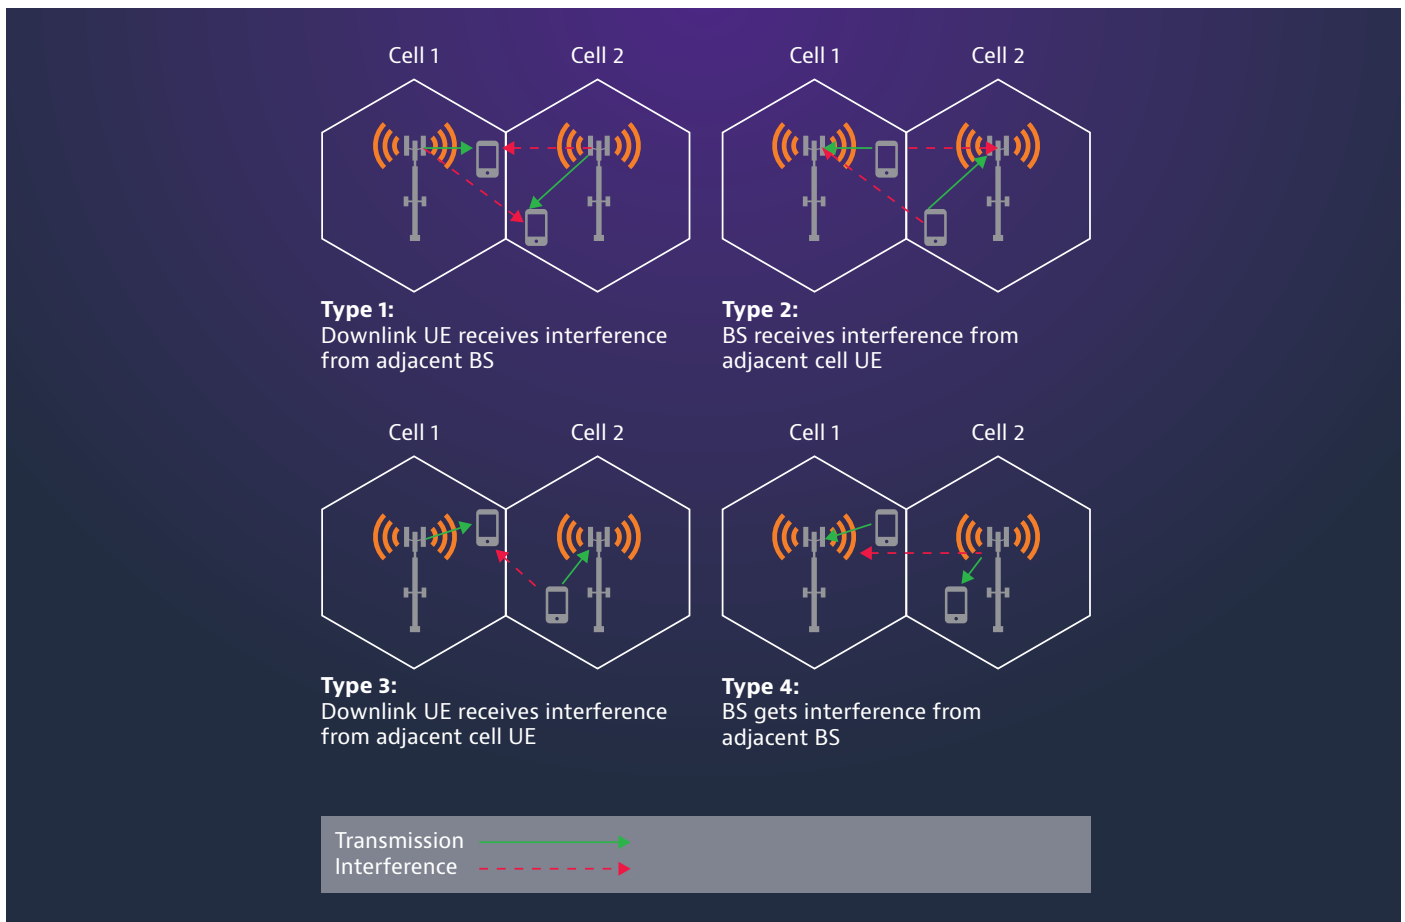 Cell 1
Cell 2
Cell 1
Cell 2
Type 1:
Downlink UE receives interference
from adjacent BS
Type 2:
BS receives interference from
adjacent cell UE
Cell 1
Cell 2
Cell 1
Cell 2
Type 3:
Downlink UE receives interference
from adjacent cell UE
Type 4:
BS gets interference from
adjacent BS
Transmission
Interference